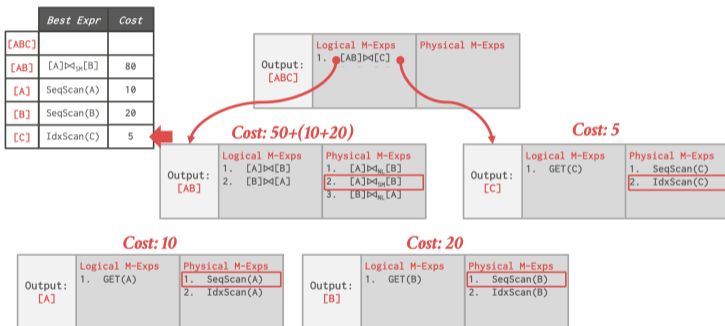 Best Expr Cost
[ABC]
[AB] [A]⨝SM[B] 80
[A] SeqScan(A) 10
[B] SeqScan(B) 20
[C] IdxScan(C) 5
Output:
[ABC]
Logical M-Exps
1. [AB]⨝[C]
Physical M-Exps
Cost: 50+(10+20)
Output:
[AB]
Logical M-Exps
1. [A]⨝[B]
2. [B]⨝[A]
Physical M-Exps
1. [A]⨝NL[B]
2. [A]⨝SM[B]
3. [B]⨝NL[A]
Cost: 5
Output:
[C]
Logical M-Exps
1. GET(C)
Physical M-Exps
1. SeqScan(C)
2. IdxScan(C)
Cost: 10
Output:
[A]
Logical M-Exps
1. GET(A)
Physical M-Exps
1. SeqScan(A)
2. IdxScan(A)
Cost: 20
Output:
[B]
Logical M-Exps
1. GET(B)
Physical M-Exps
1. SeqScan(B)
2. IdxScan(B)